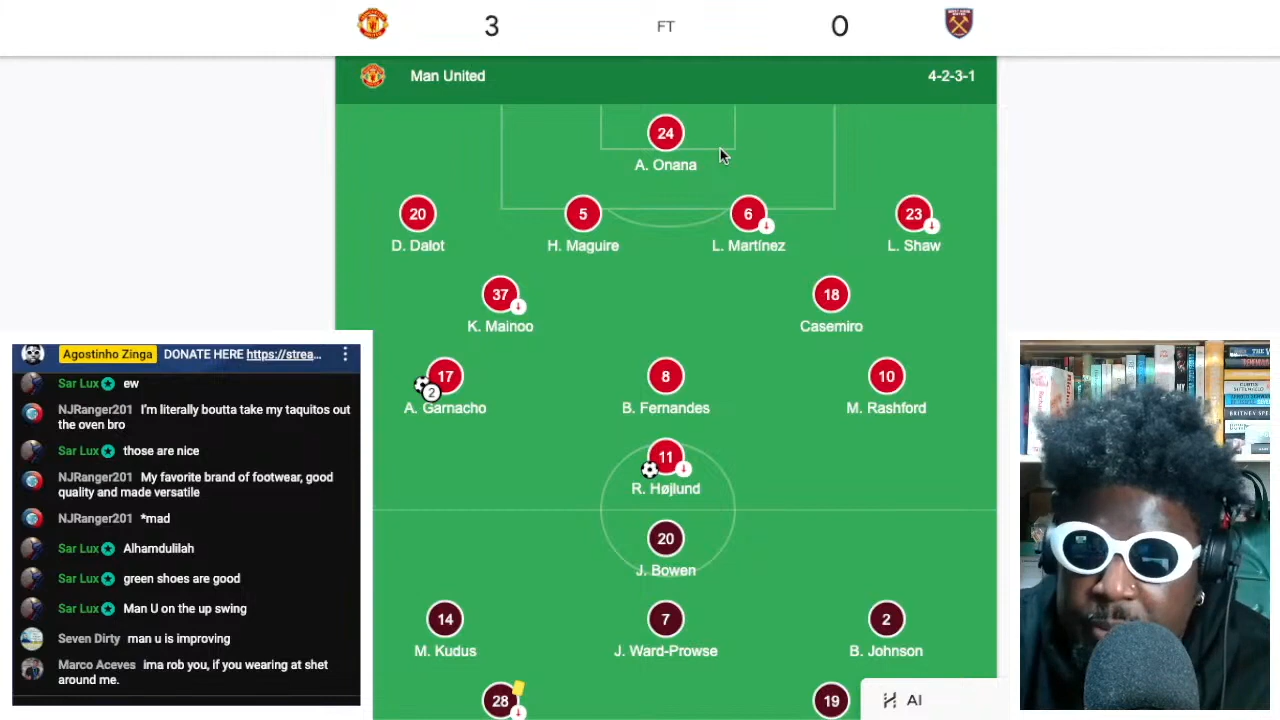 3
FT
0
Man United
4-2-3-1
24
A. Onana
20
5
6
23
D. Dalot
H. Maguire
L. Martínez
L. Shaw
37
18
K. Mainoo
Casemiro
17
8
10
2
A. Garnacho
B. Fernandes
M. Rashford
11
R. Højlund
20
J. Bowen
14
7
2
M. Kudus
J. Ward-Prowse
B. Johnson
28
19
AI
Agostinho Zinga DONATE HERE https://strea...
Sar Lux ew
NJRanger201 I'm literally boutta take my taquitos out
the oven bro
Sar Lux those are nice
NJRanger201 My favorite brand of footwear, good
quality and made versatile
NJRanger201 *mad
Sar Lux Alhamdulilah
Sar Lux green shoes are good
Sar Lux Man U on the up swing
Seven Dirty man u is improving
Marco Aceves ima rob you, if you wearing at shet
around me.